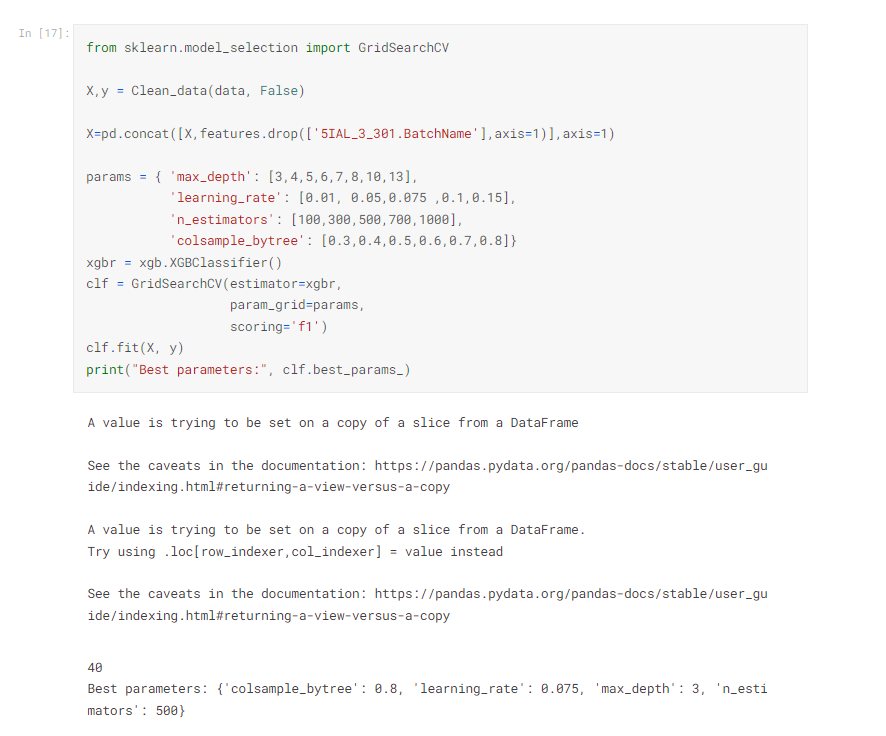 In [17]:
from sklearn.model_selection import GridSearchCV
X,y = Clean_data(data, False)
X=pd.concat([X,features.drop(['5IAL_3_301.BatchName'],axis=1)],axis=1)
params = { 'max_depth': [3,4,5,6,7,8,10,13],
'learning_rate': [0.01, 0.05,0.075 ,0.1,0.15],
'n_estimators': [100,300,500,700,1000],
'colsample_bytree': [0.3,0.4,0.5,0.6,0.7,0.8]}
xgbr = xgb.XGBClassifier()
clf = GridSearchCV(estimator=xgbr,
param_grid=params,
scoring='f1')
clf.fit(X, y)
print("Best parameters:", clf.best_params_)
A value is trying to be set on a copy of a slice from a DataFrame
See the caveats in the documentation: https://pandas.pydata.org/pandas-docs/stable/user_gu
ide/indexing.html#returning-a-view-versus-a-copy
A value is trying to be set on a copy of a slice from a DataFrame.
Try using .loc[row_indexer,col_indexer] = value instead
See the caveats in the documentation: https://pandas.pydata.org/pandas-docs/stable/user_gu
ide/indexing.html#returning-a-view-versus-a-copy
40
Best parameters: {'colsample_bytree': 0.8, 'learning_rate': 0.075, 'max_depth': 3, 'n_esti
mators': 500}